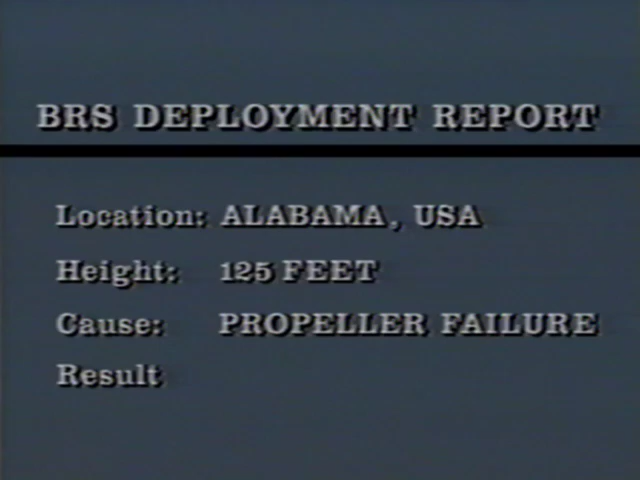 BRS DEPLOYMENT REPORT
Location: ALABAMA, USA
Height: 125 FEET
Cause: PROPELLER FAILURE
Result